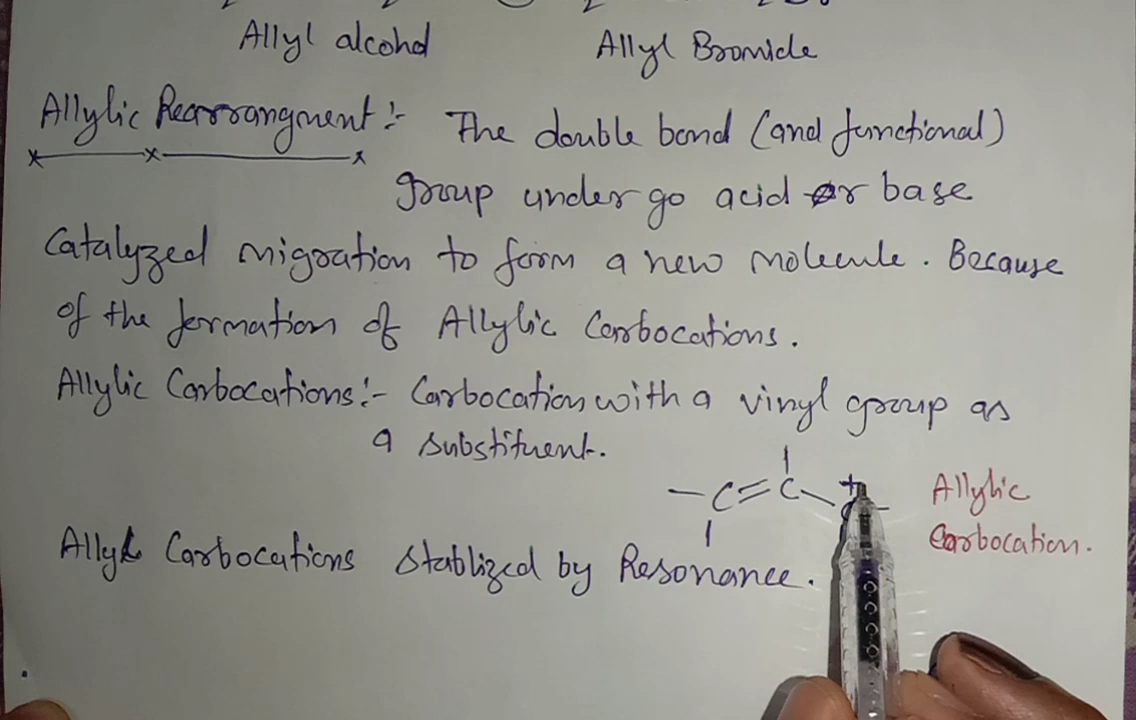 Allyl alcohol Allyl Bromide
Allylic Rearrangment :- The double bond (and functional)
group under go acid or base
Catalyzed migration to form a new molecule. Because
of the formation of Allylic Carbocations.
Allylic Carbocations :- Carbocation with a vinyl group as
a substituent.
— C = C \ + Allylic
Carbocation.
Allyl Carbocations stablized by Resonance.